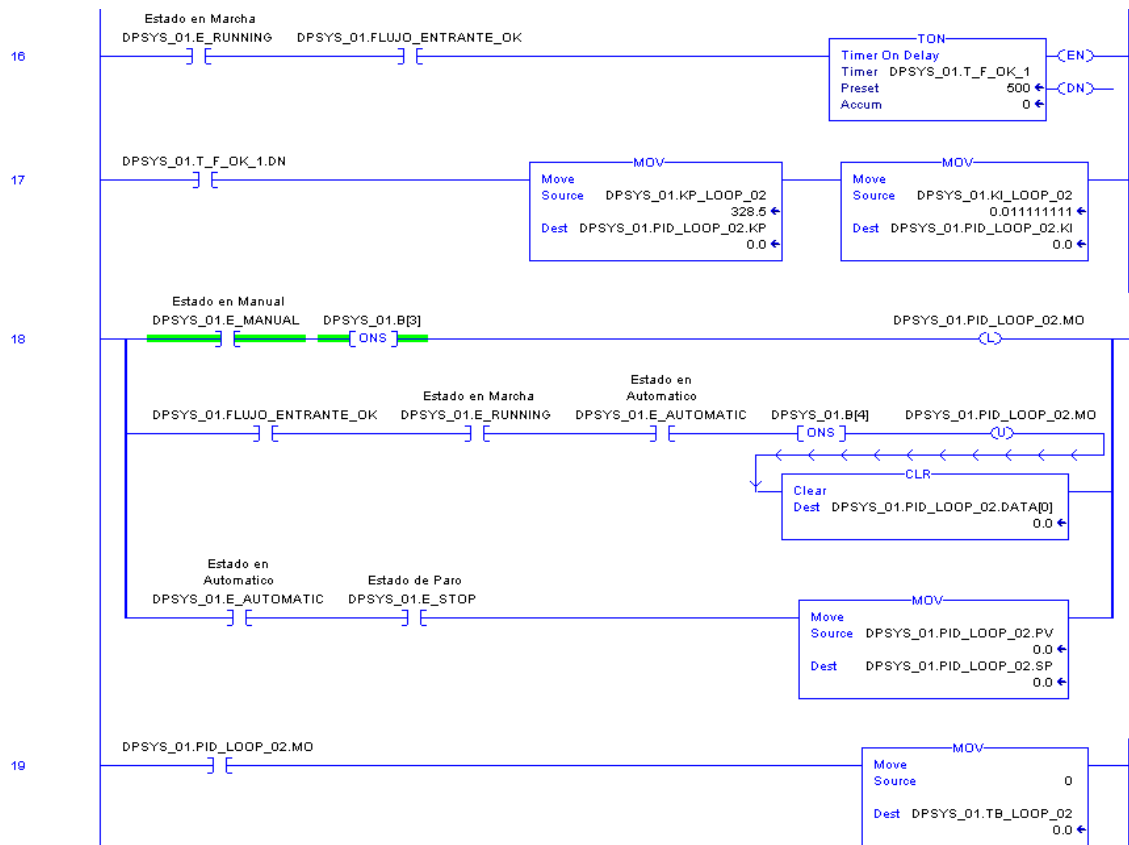 Estado en Marcha
DPSYS_01.E_RUNNING DPSYS_01.FLUJO_ENTRANTE_OK
16
TON
Timer On Delay
Timer DPSYS_01.T_F_OK_1
Preset 500
Accum 0
EN
DN
DPSYS_01.T_F_OK_1.DN
17
MOV
Move
Source DPSYS_01.KP_LOOP_02
328.5
Dest DPSYS_01.PID_LOOP_02.KP
0.0
MOV
Move
Source DPSYS_01.KI_LOOP_02
0.011111111
Dest DPSYS_01.PID_LOOP_02.KI
0.0
Estado en Manual
DPSYS_01.E_MANUAL DPSYS_01.B[3] DPSYS_01.PID_LOOP_02.MO
18
ONS L
Estado en Marcha
Estado en
Automatico
DPSYS_01.FLUJO_ENTRANTE_OK DPSYS_01.E_RUNNING DPSYS_01.E_AUTOMATIC DPSYS_01.B[4] DPSYS_01.PID_LOOP_02.MO
ONS U
CLR
Clear
Dest DPSYS_01.PID_LOOP_02.DATA[0]
0.0
Estado en
Automatico
Estado de Paro
DPSYS_01.E_AUTOMATIC DPSYS_01.E_STOP
MOV
Move
Source DPSYS_01.PID_LOOP_02.PV
0.0
Dest DPSYS_01.PID_LOOP_02.SP
0.0
DPSYS_01.PID_LOOP_02.MO
19
MOV
Move
Source 0
Dest DPSYS_01.TB_LOOP_02
0.0